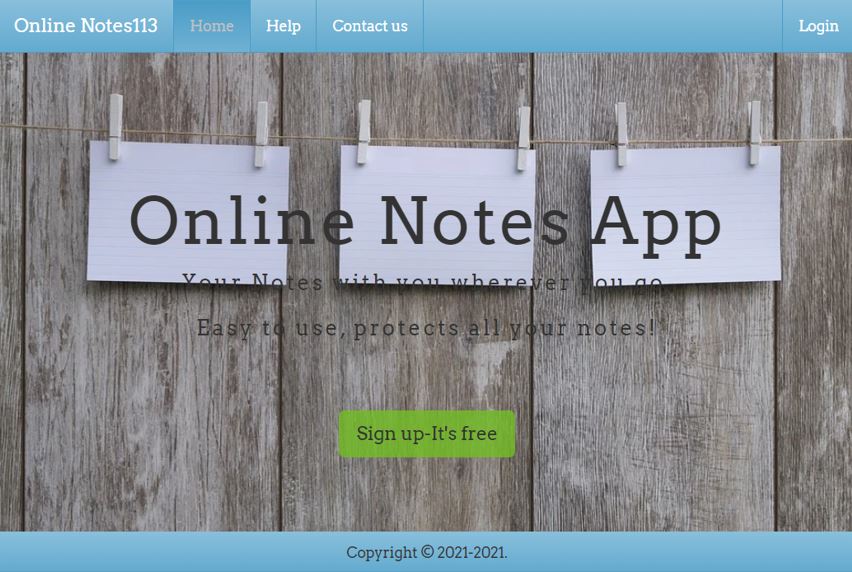 Online Notes113 Home Help Contact us Login
Online Notes App
Your Notes with you wherever you go
Easy to use, protects all your notes!
Sign up-It's free
Copyright © 2021-2021.